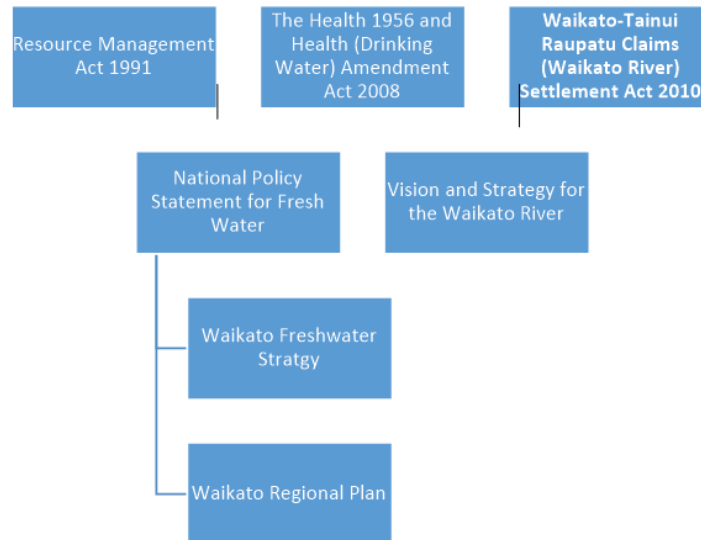 Resource Management
Act 1991
The Health 1956 and
Health (Drinking
Water) Amendment
Act 2008
Waikato-Tainui
Raupatu Claims
(Waikato River)
Settlement Act 2010
National Policy
Statement for Fresh
Water
Vision and Strategy for
the Waikato River
Waikato Freshwater
Stratgy
Waikato Regional Plan